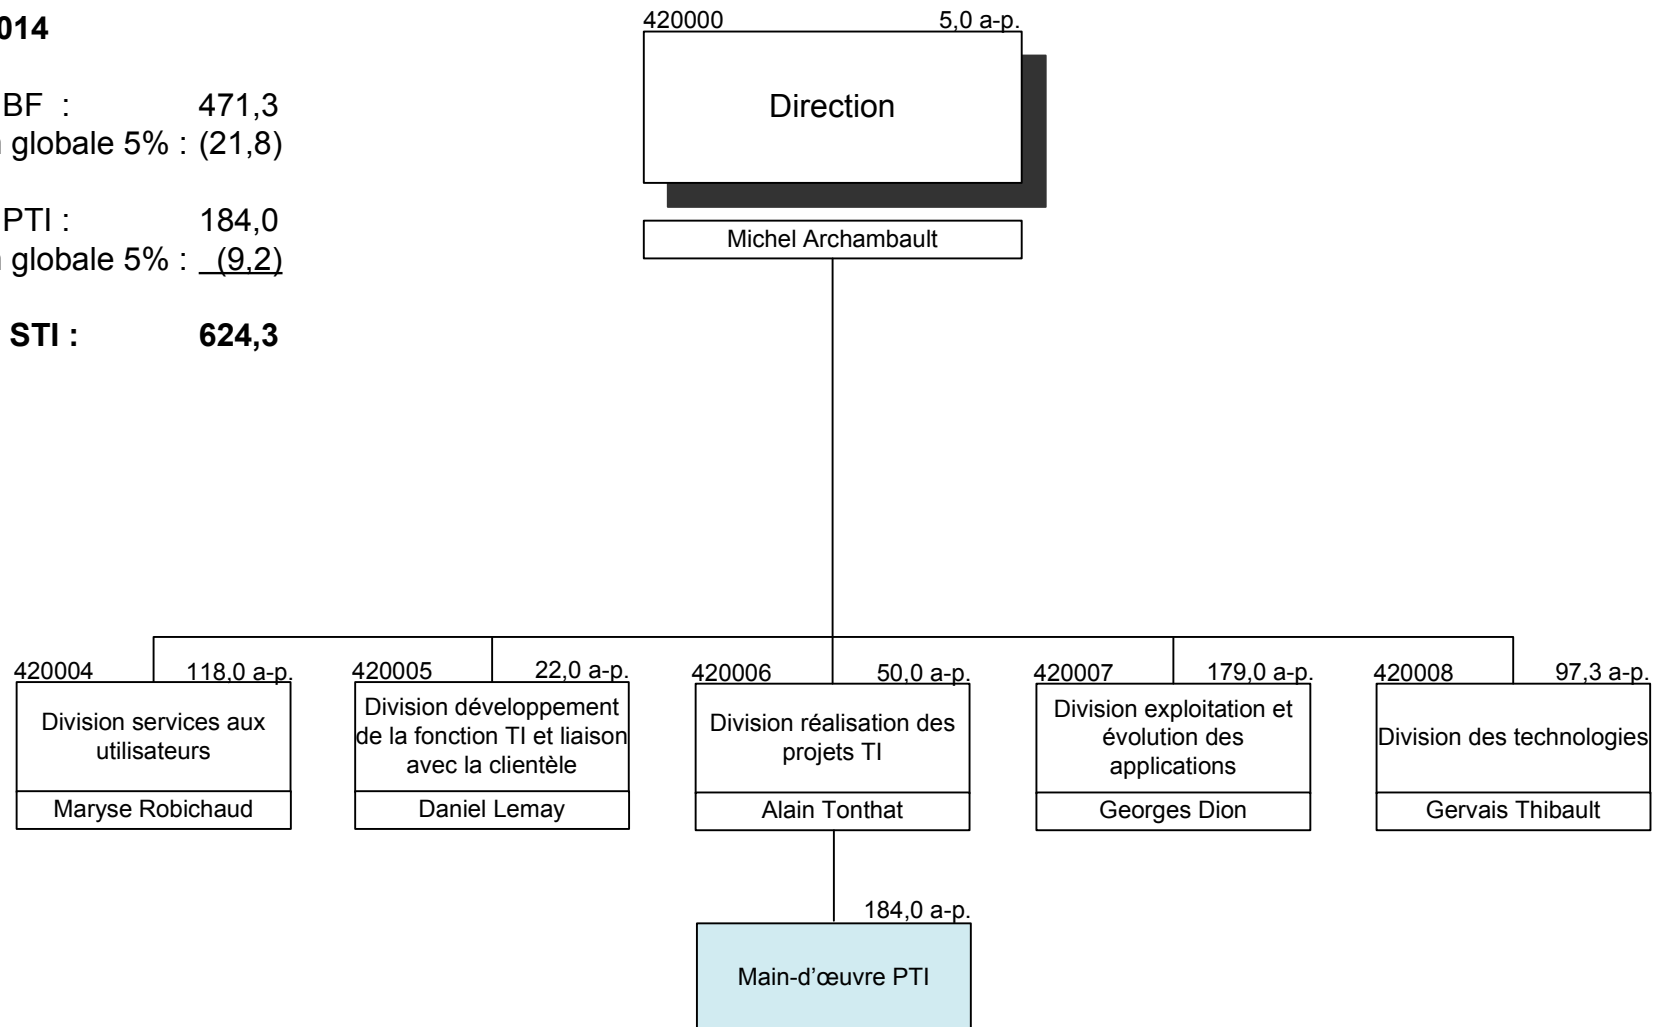 014
BF : 471,3
globale 5% : (21,8)
PTI : 184,0
globale 5% : (9,2)
STI : 624,3
420000 5,0 a-p.
Direction
Michel Archambault
420004 118,0 a-p.
Division services aux
utilisateurs
Maryse Robichaud
420005 22,0 a-p.
Division développement
de la fonction TI et liaison
avec la clientèle
Daniel Lemay
420006 50,0 a-p.
Division réalisation des
projets TI
Alain Tonthat
420007 179,0 a-p.
Division exploitation et
évolution des
applications
Georges Dion
420008 97,3 a-p.
Division des technologies
Gervais Thibault
184,0 a-p.
Main-d’œuvre PTI